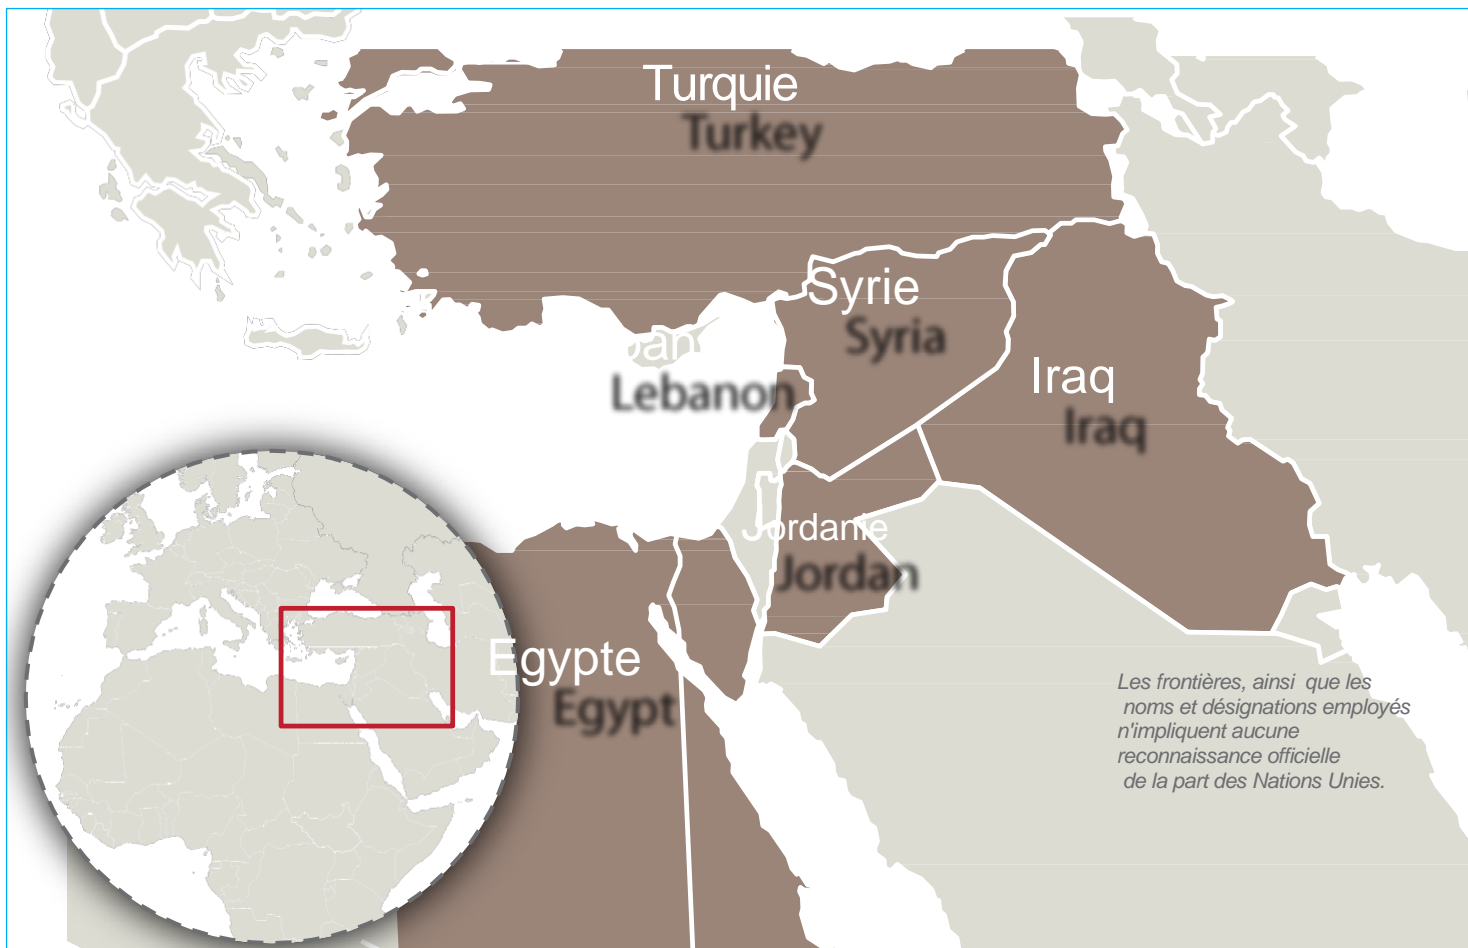 Turquie
Turkey
Syrie
Syria
Lebanon
Iraq
Iraq
Jordanie
Jordan
Egypte
Egypt
Les frontières, ainsi que les
noms et désignations employés
n'impliquent aucune
reconnaissance officielle
de la part des Nations Unies.